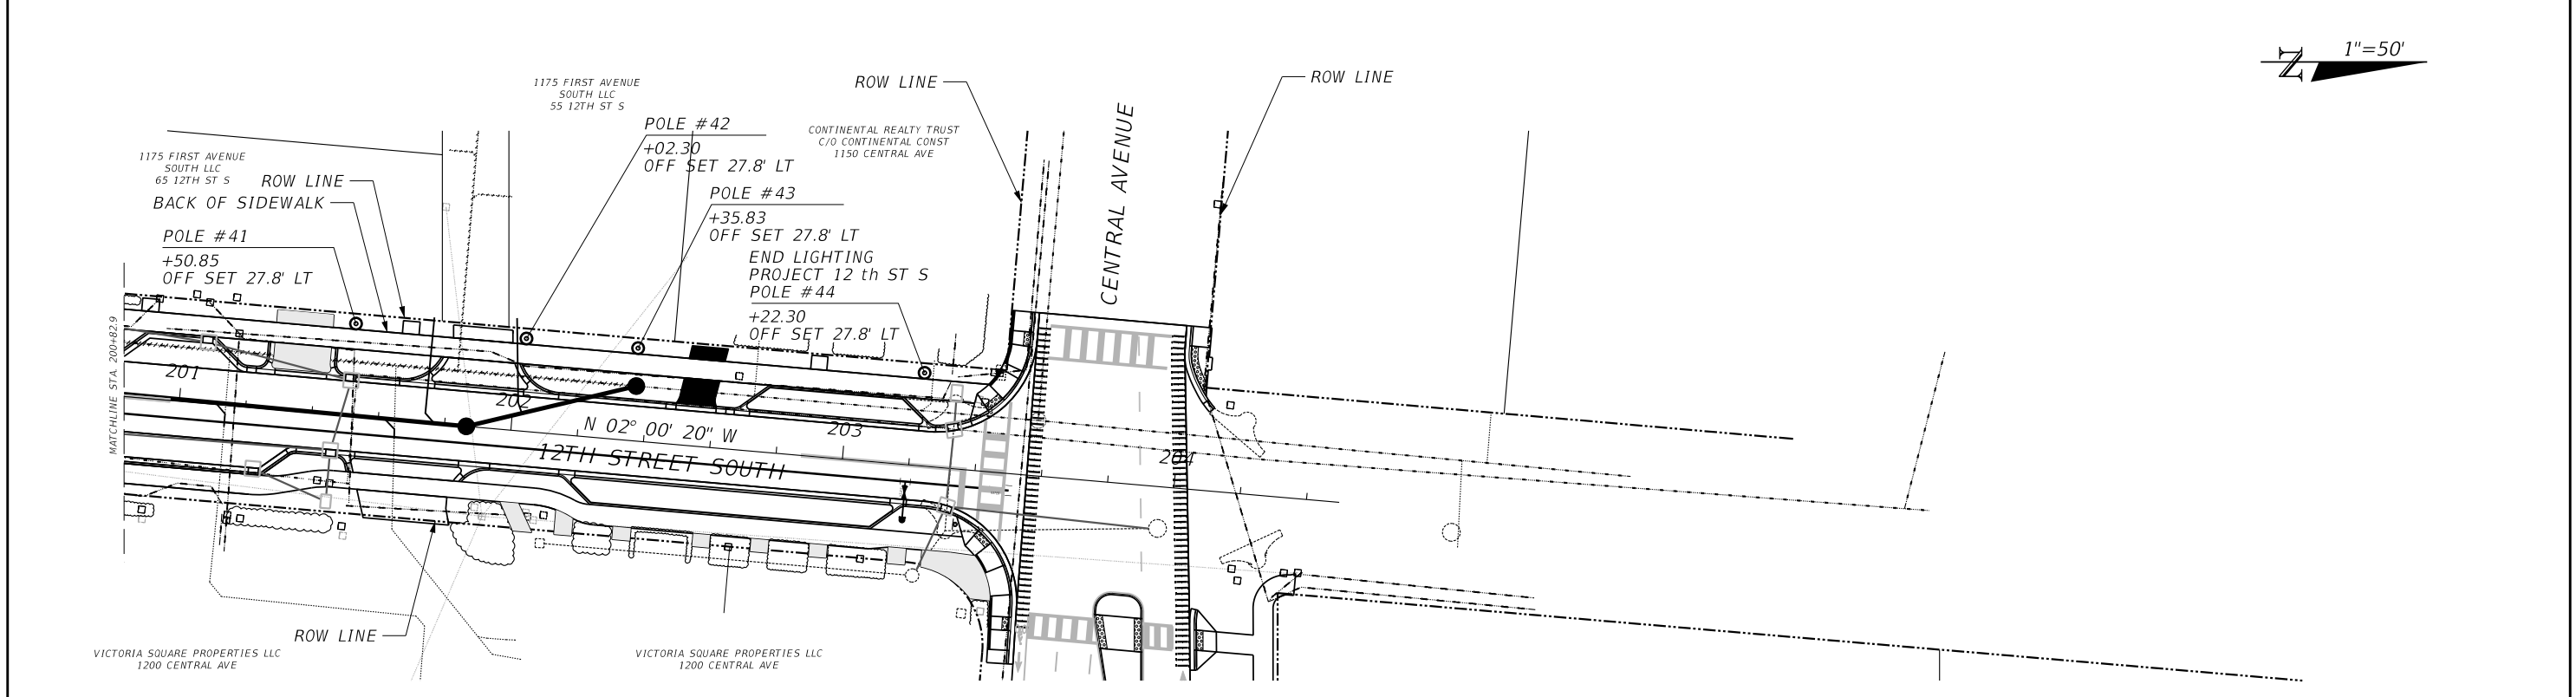 1"=50'
N
ROW LINE
ROW LINE
1175 FIRST AVENUE
SOUTH LLC
55 12TH ST S
POLE #42
+02.30
OFF SET 27.8' LT
CONTINENTAL REALTY TRUST
C/O CONTINENTAL CONST
1150 CENTRAL AVE
CENTRAL AVENUE
1175 FIRST AVENUE
SOUTH LLC
65 12TH ST S
ROW LINE
BACK OF SIDEWALK
POLE #43
+35.83
OFF SET 27.8' LT
POLE #41
+50.85
OFF SET 27.8' LT
END LIGHTING
PROJECT 12 th ST S
POLE #44
+22.30
OFF SET 27.8' LT
MATCHLINE STA. 200+82.9
201
202
N 02° 00' 20" W
203
204
12TH STREET SOUTH
ROW LINE
VICTORIA SQUARE PROPERTIES LLC
1200 CENTRAL AVE
VICTORIA SQUARE PROPERTIES LLC
1200 CENTRAL AVE